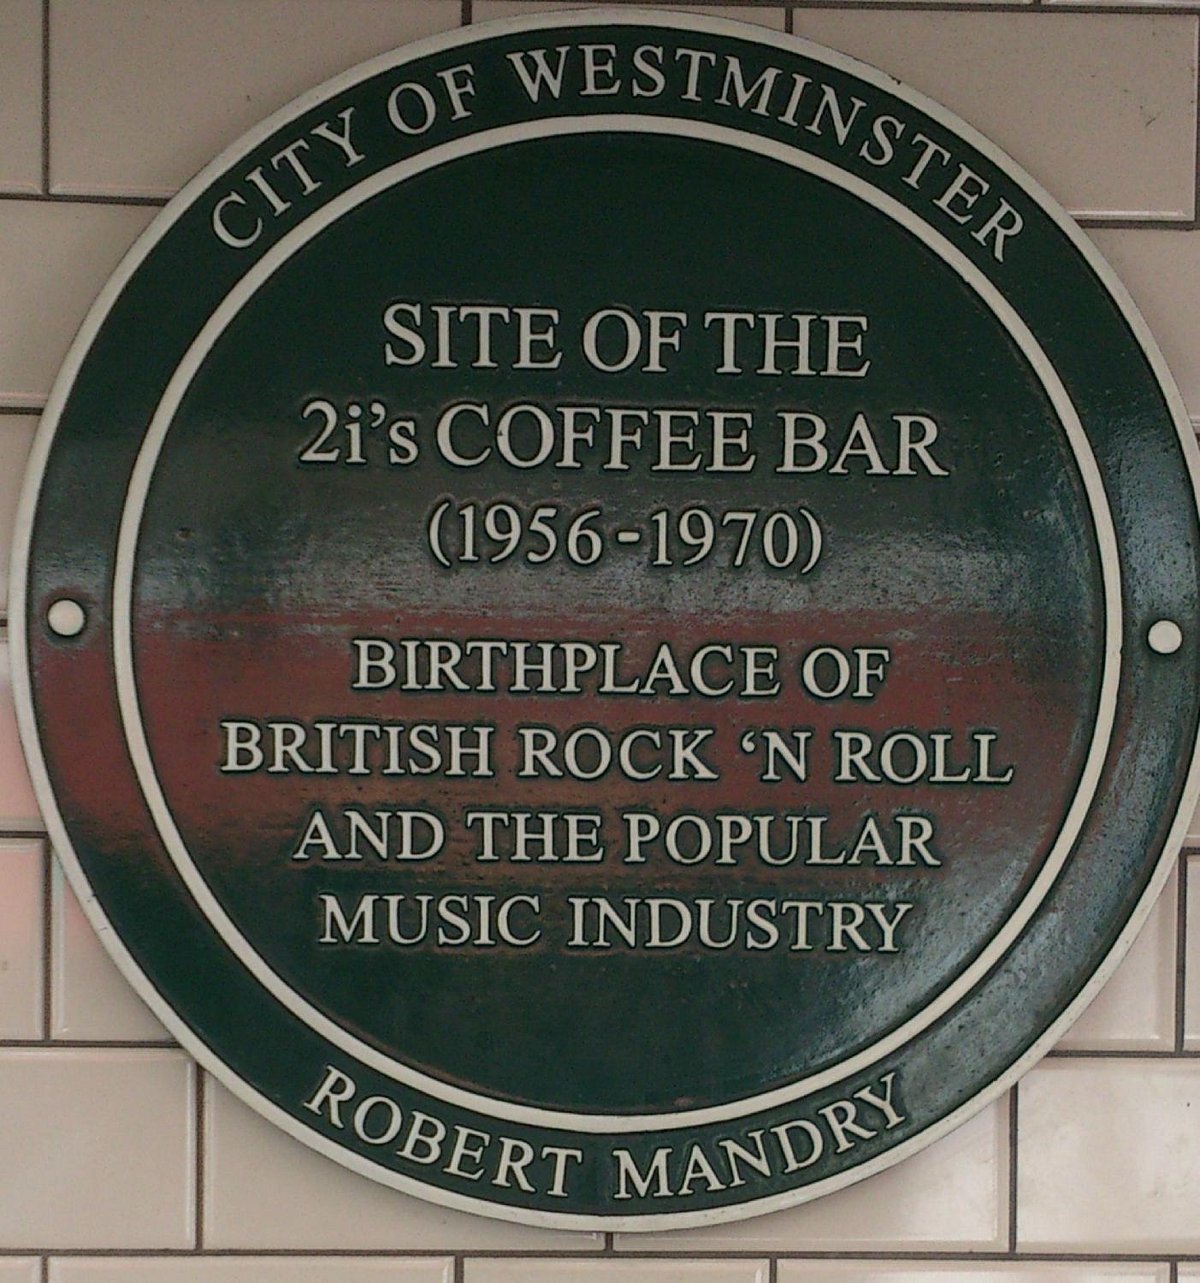 CITY OF WESTMINSTER
SITE OF THE
2i's COFFEE BAR
(1956-1970)
BIRTHPLACE OF
BRITISH ROCK ‘N ROLL
AND THE POPULAR
MUSIC INDUSTRY
ROBERT MANDRY